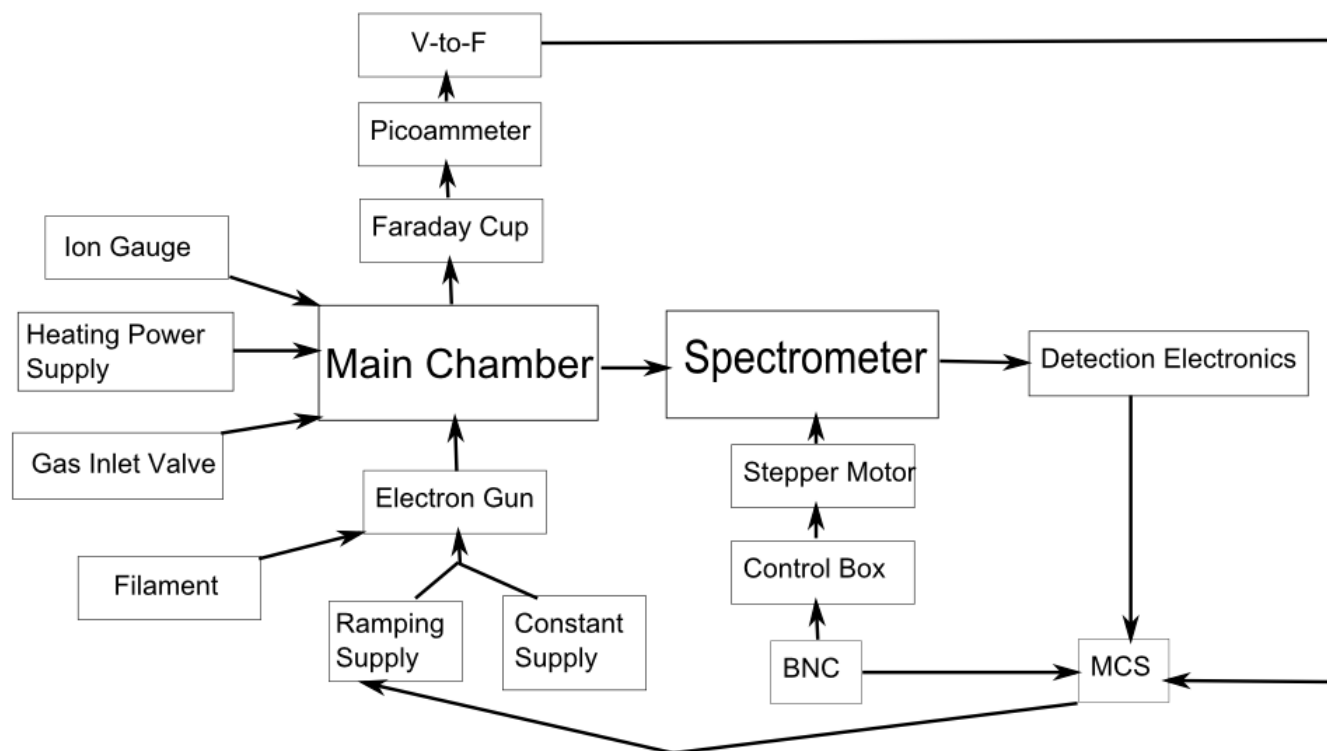 V-to-F
Picoammeter
Faraday Cup
Ion Gauge
Heating Power
Supply
Main Chamber
Spectrometer
Detection Electronics
Gas Inlet Valve
Stepper Motor
Electron Gun
Control Box
Filament
Ramping
Supply
Constant
Supply
BNC
MCS